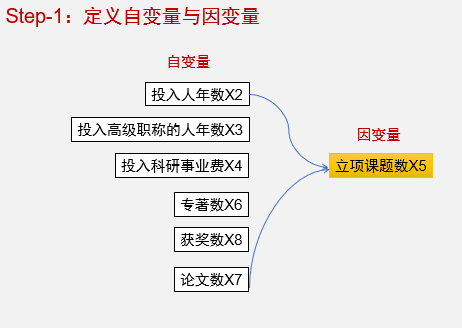 Step-1：定义自变量与因变量
自变量
投入人年数X2
投入高级职称的人年数X3
因变量
投入科研事业费X4
立项课题数X5
专著数X6
获奖数X8
论文数X7